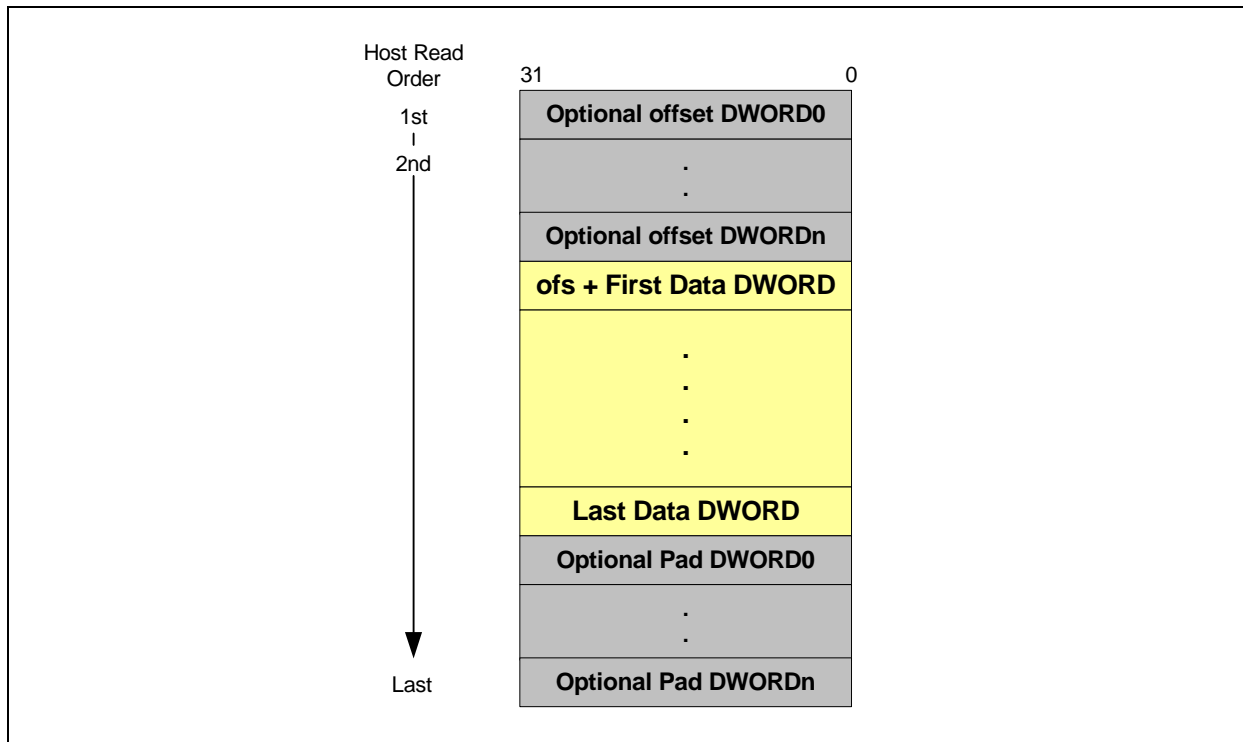 Host Read
Order
31
0
1st
2nd
Last
Optional offset DWORD0
.
.
Optional offset DWORDn
ofs + First Data DWORD
.
.
.
.
Last Data DWORD
Optional Pad DWORD0
.
.
Optional Pad DWORDn